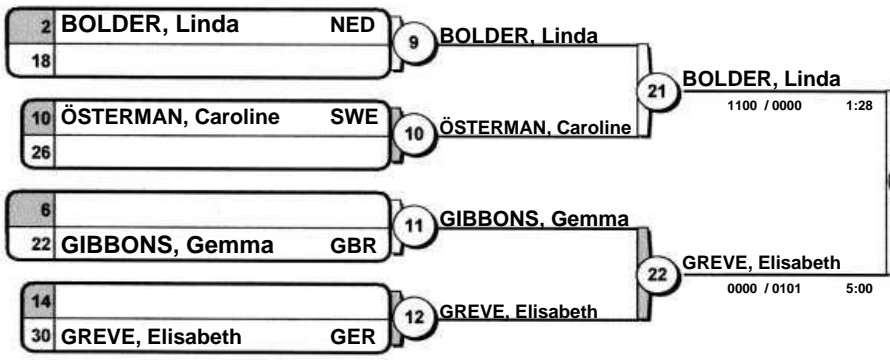 2 BOLDER, Linda NED
18
9 BOLDER, Linda
10 ÖSTERMAN, Caroline SWE
26
10 ÖSTERMAN, Caroline
21 BOLDER, Linda
1100 / 0000 1:28
6
22 GIBBONS, Gemma GBR
11 GIBBONS, Gemma
14
30 GREVE, Elisabeth GER
12 GREVE, Elisabeth
22 GREVE, Elisabeth
0000 / 0101 5:00